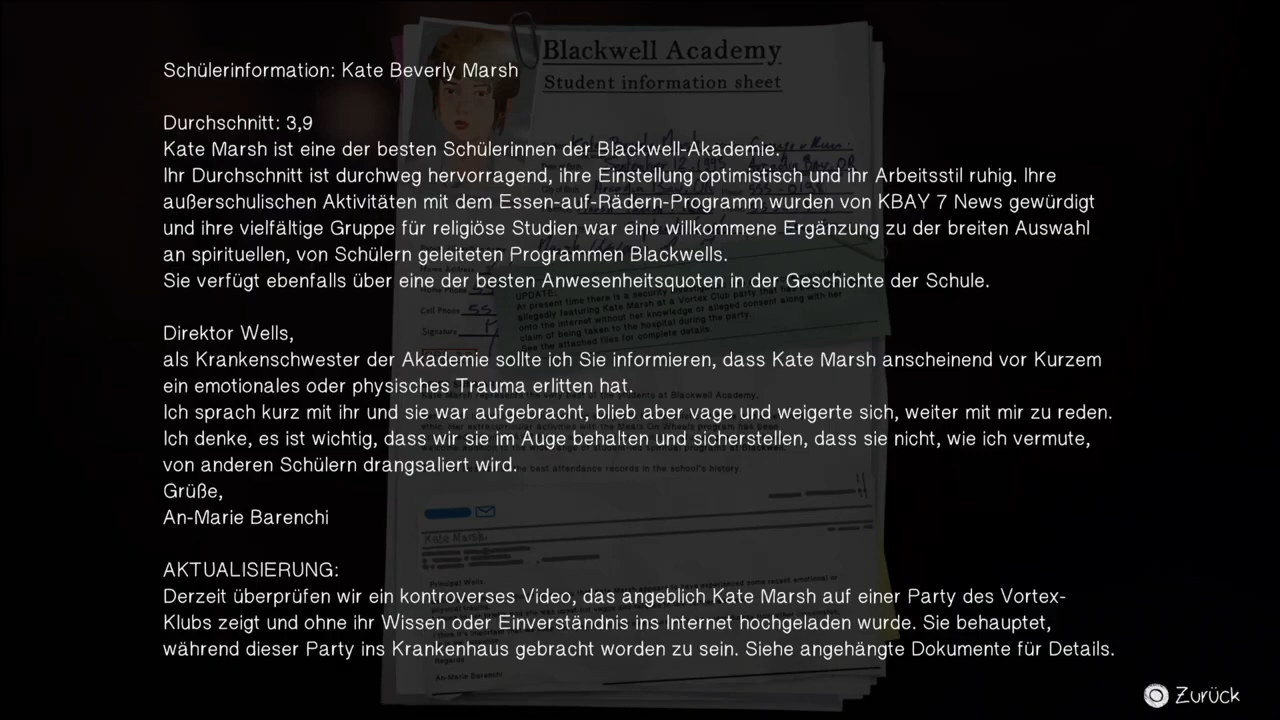 Blackwell Academy
Student information sheet
Schülerinformation: Kate Beverly Marsh
Durchschnitt: 3,9
Kate Marsh ist eine der besten Schülerinnen der Blackwell-Akademie.
Ihr Durchschnitt ist durchweg hervorragend, ihre Einstellung optimistisch und ihr Arbeitsstil ruhig. Ihre
außerschulischen Aktivitäten mit dem Essen-auf-Rädern-Programm wurden von KBAY 7 News gewürdigt
und ihre vielfältige Gruppe für religiöse Studien war eine willkommene Ergänzung zu der breiten Auswahl
an spirituellen, von Schülern geleiteten Programmen Blackwells.
Sie verfügt ebenfalls über eine der besten Anwesenheitsquoten in der Geschichte der Schule.
Direktor Wells,
als Krankenschwester der Akademie sollte ich Sie informieren, dass Kate Marsh anscheinend vor Kurzem
ein emotionales oder physisches Trauma erlitten hat.
Ich sprach kurz mit ihr und sie war aufgebracht, blieb aber vage und weigerte sich, weiter mit mir zu reden.
Ich denke, es ist wichtig, dass wir sie im Auge behalten und sicherstellen, dass sie nicht, wie ich vermute,
von anderen Schülern drangsaliert wird.
Grüße,
An-Marie Barenchi
AKTUALISIERUNG:
Derzeit überprüfen wir ein kontroverses Video, das angeblich Kate Marsh auf einer Party des Vortex-
Klubs zeigt und ohne ihr Wissen oder Einverständnis ins Internet hochgeladen wurde. Sie behauptet,
während dieser Party ins Krankenhaus gebracht worden zu sein. Siehe angehängte Dokumente für Details.
Kate Marsh.
Principal Wells.
Regards
An-Marie Barenchi
Zurück